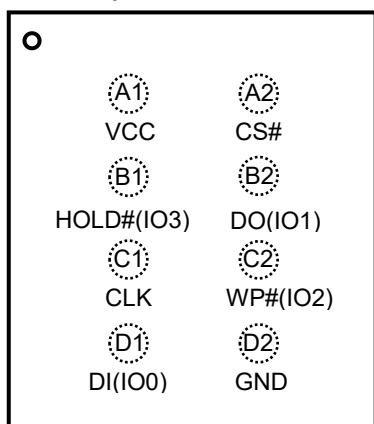 A1 A2
VCC CS#
B1 B2
HOLD#(IO3) DO(IO1)
C1 C2
CLK WP#(IO2)
D1 D2
DI(IO0) GND